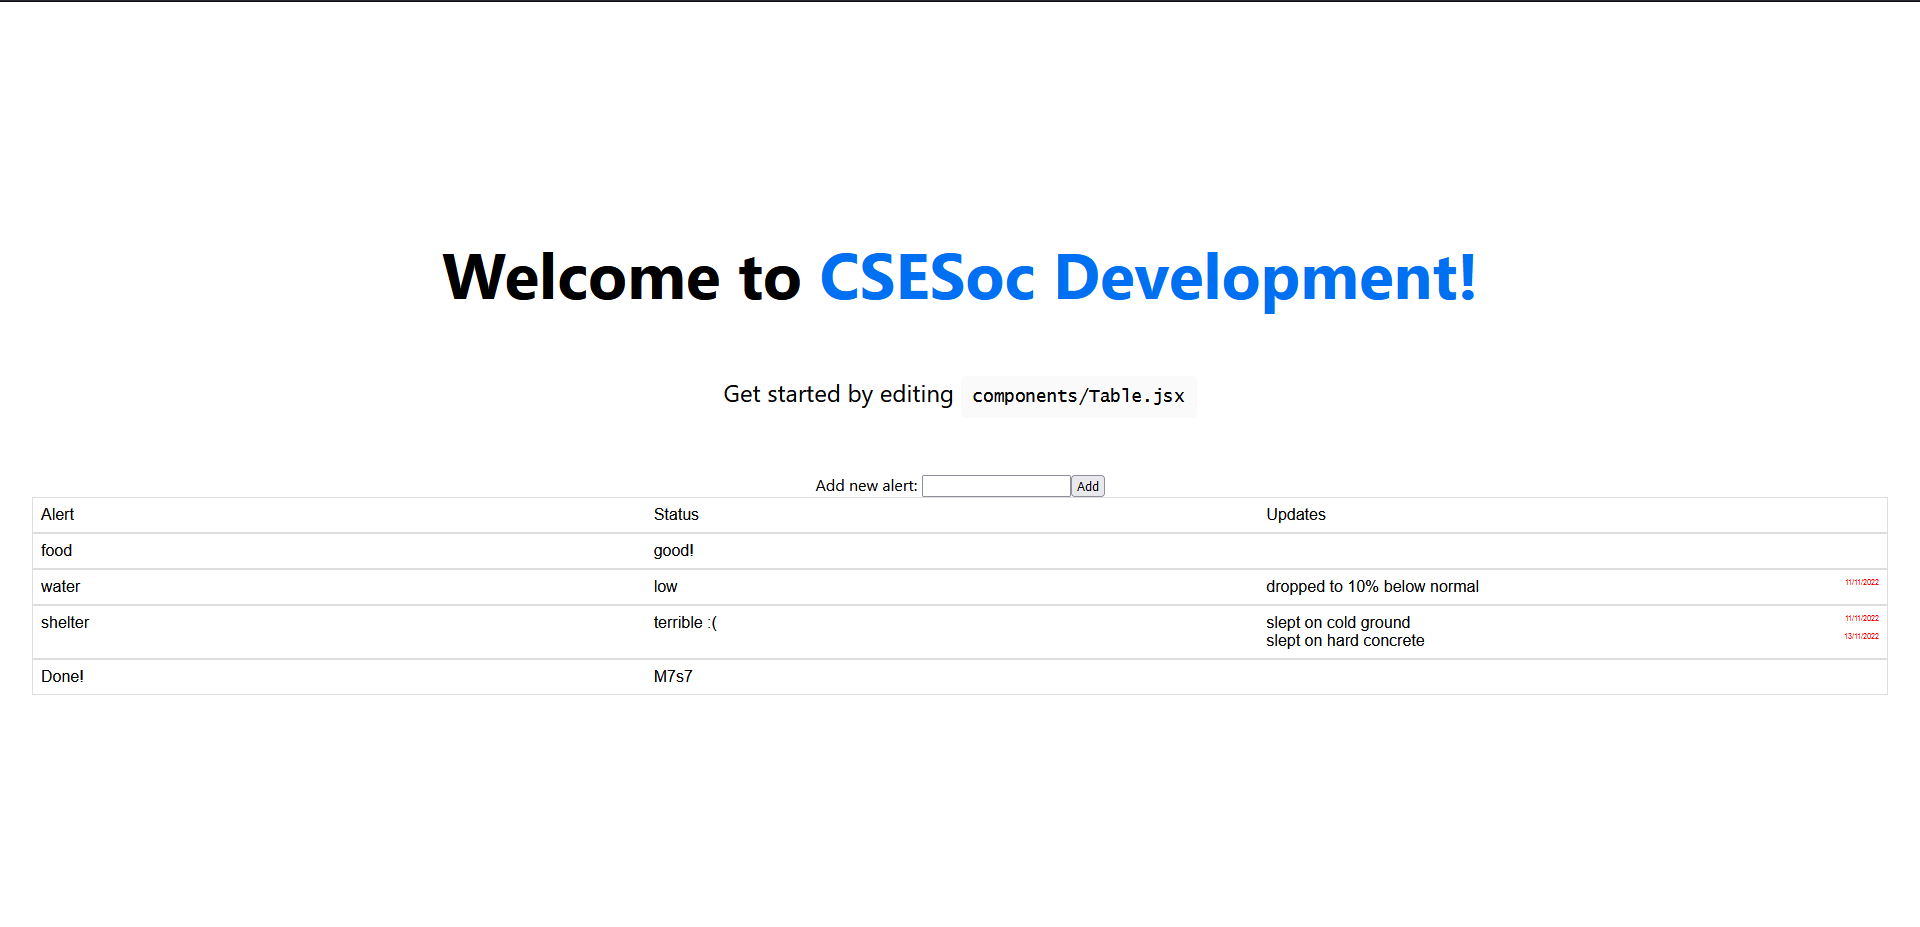 Welcome to CSESoc Development!
Get started by editing components/Table.jsx
Add new alert: Add
Alert Status Updates
food good!
water low dropped to 10% below normal 11/11/2022
shelter terrible :( slept on cold ground 11/11/2022
slept on hard concrete 13/11/2022
Done! M7s7